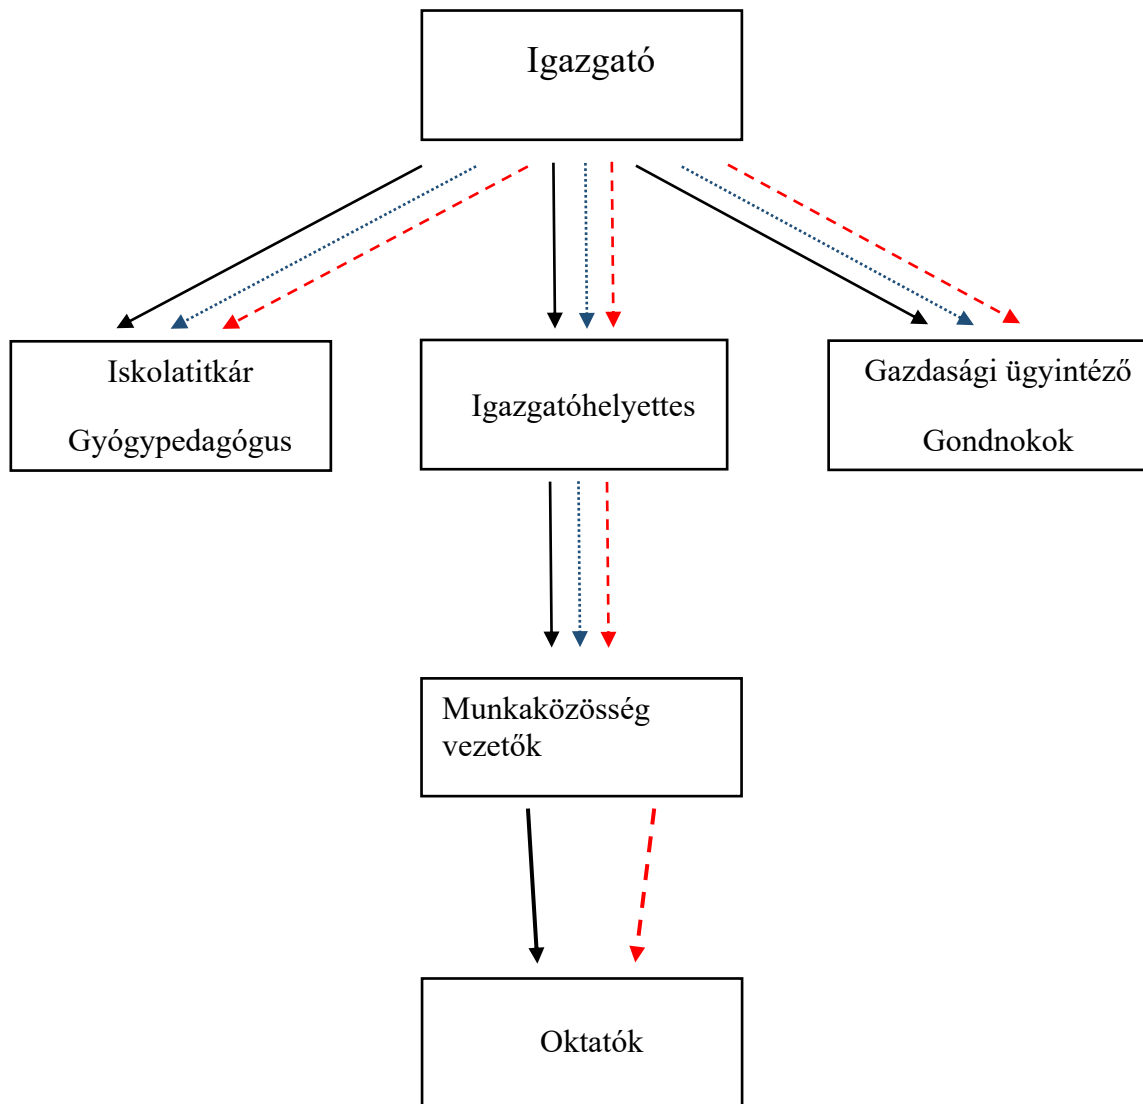 Igazgató
Iskolatitkár
Gyógypedagógus
Igazgatóhelyettes
Gazdasági ügyintéző
Gondnokok
Munkaközösség
vezetők
Oktatók